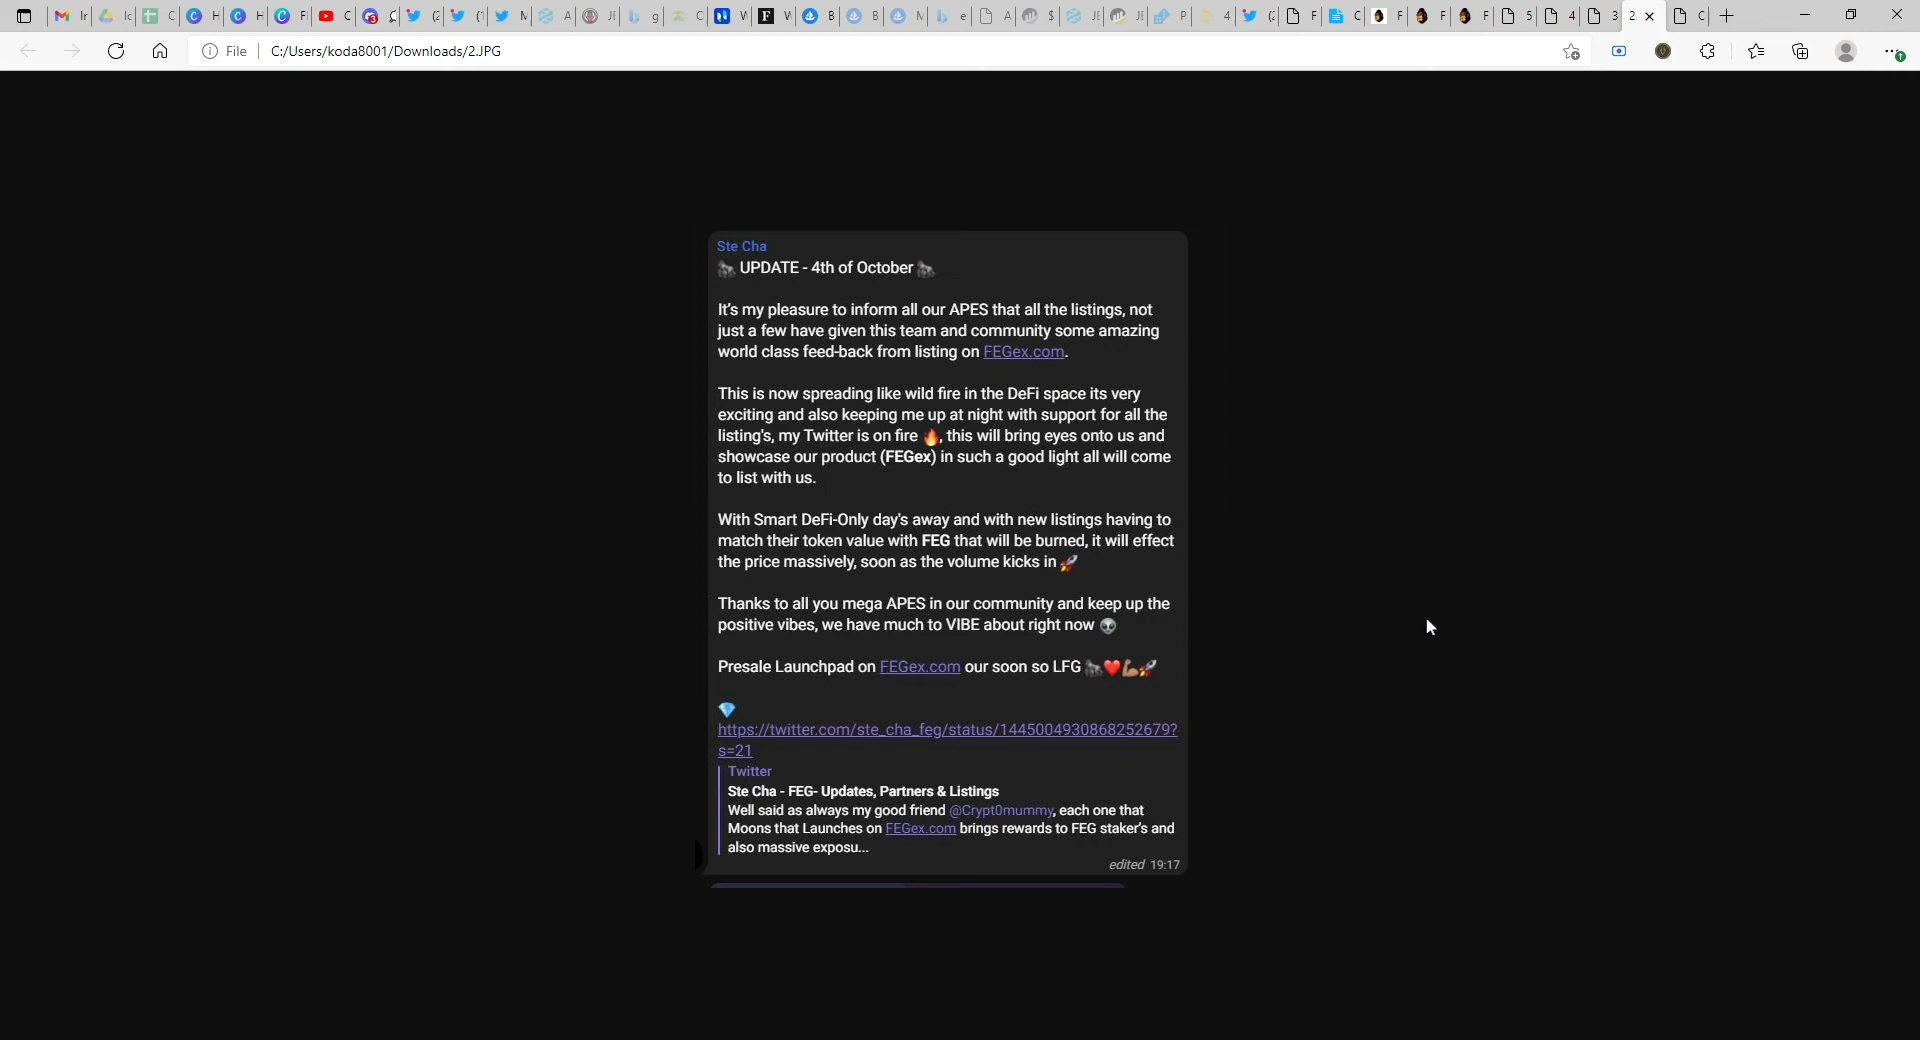 File
C:/Users/koda8001/Downloads/2.JPG
Ste Cha
🦍 UPDATE - 4th of October 🦍
It's my pleasure to inform all our APES that all the listings, not
just a few have given this team and community some amazing
world class feed-back from listing on FEGex.com.
This is now spreading like wild fire in the DeFi space its very
exciting and also keeping me up at night with support for all the
listing's, my Twitter is on fire 🔥, this will bring eyes onto us and
showcase our product (FEGex) in such a good light all will come
to list with us.
With Smart DeFi-Only day's away and with new listings having to
match their token value with FEG that will be burned, it will effect
the price massively, soon as the volume kicks in 🚀
Thanks to all you mega APES in our community and keep up the
positive vibes, we have much to VIBE about right now 👽
Presale Launchpad on FEGex.com our soon so LFG 🦍❤️💪🏽🚀
💎
https://twitter.com/ste_cha_feg/status/1445004930868252679?
s=21
Twitter
Ste Cha - FEG- Updates, Partners & Listings
Well said as always my good friend @Crypt0mummy, each one that
Moons that Launches on FEGex.com brings rewards to FEG staker's and
also massive exposu...
edited 19:17